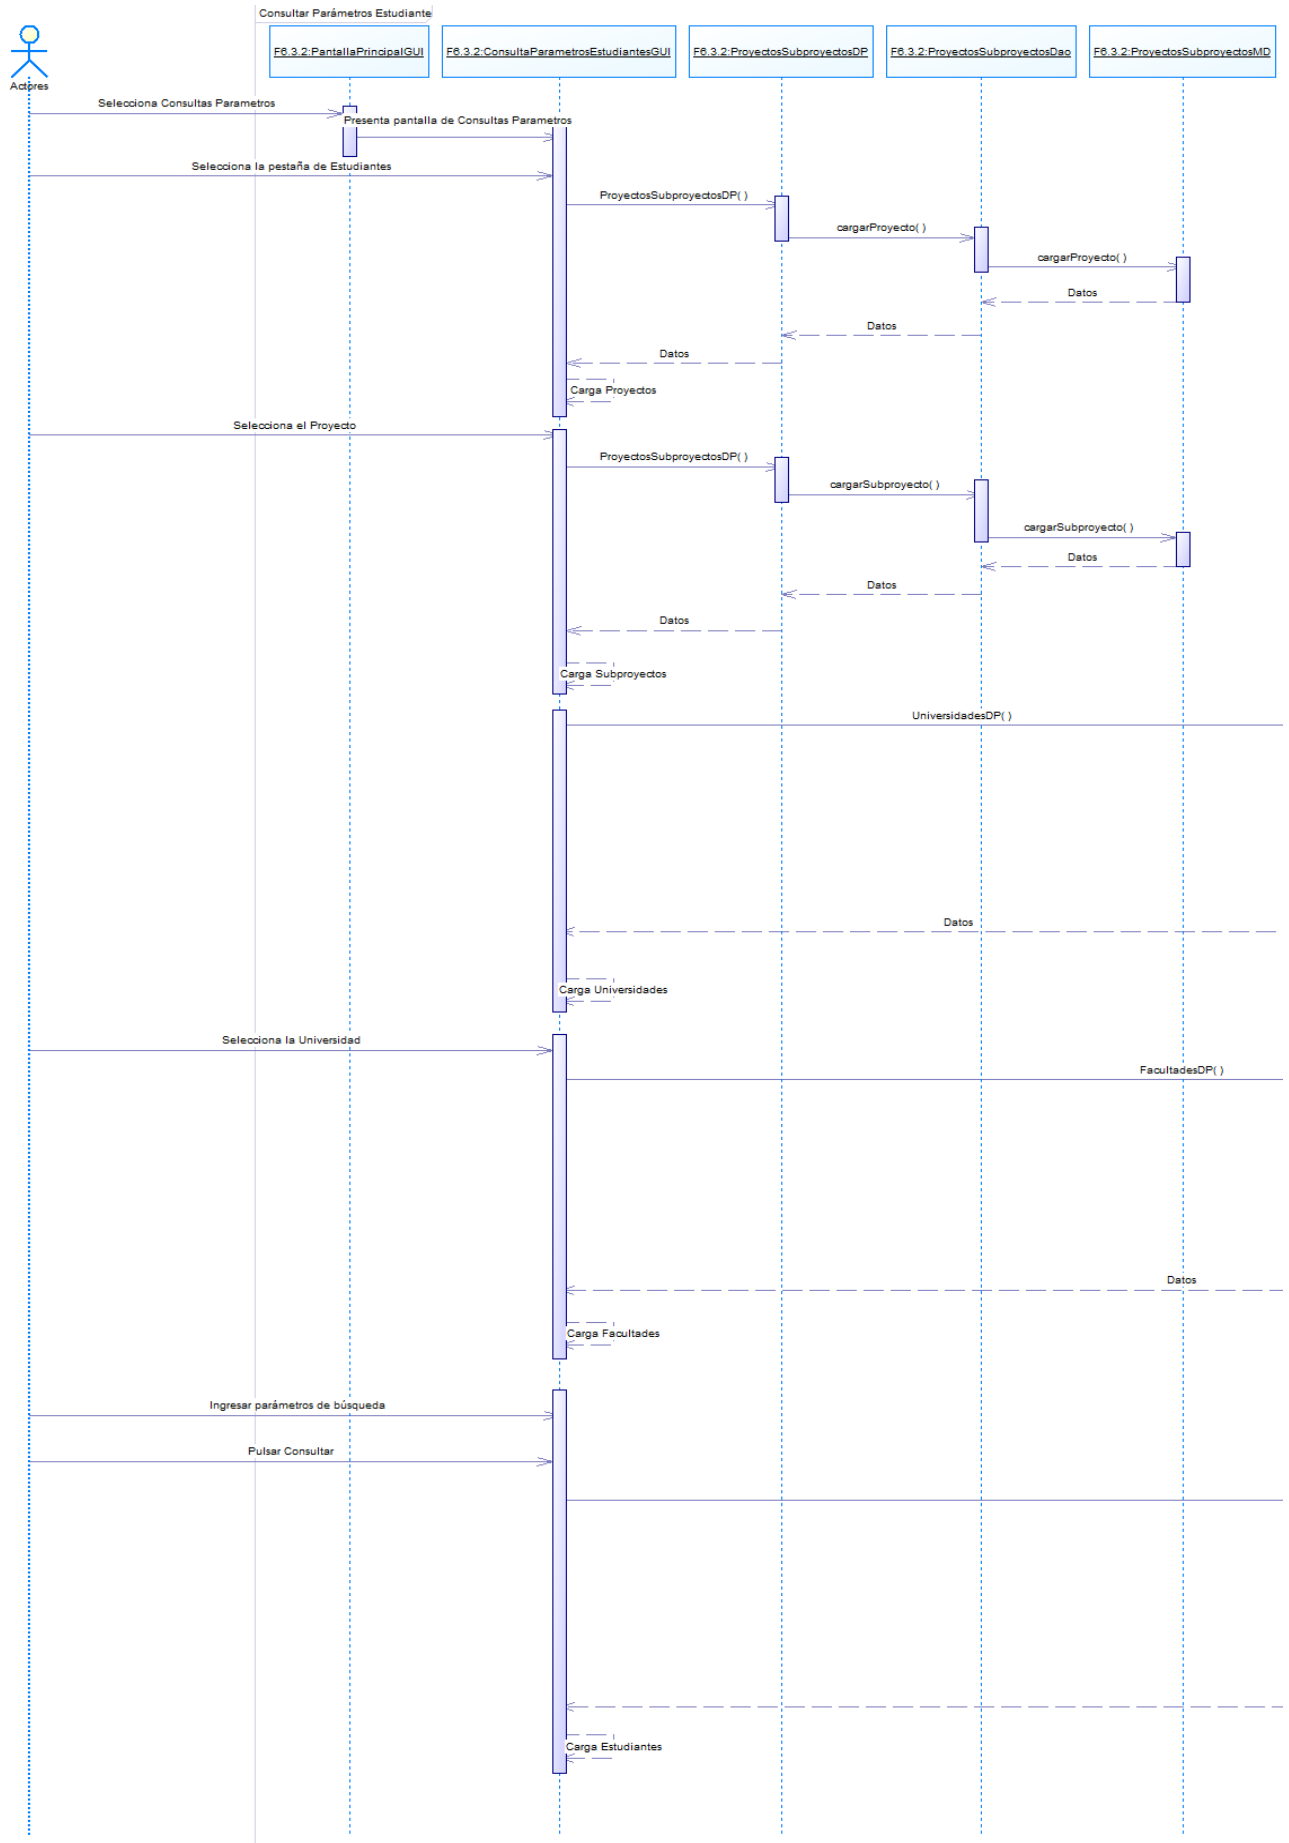 Consultar Parámetros Estudiante
F6.3.2:PantallaPrincipalGUI
F6.3.2:ConsultaParametrosEstudiantesGUI
F6.3.2:ProyectosSubproyectosDP
F6.3.2:ProyectosSubproyectosDao
F6.3.2:ProyectosSubproyectosMD
Actores
Selecciona Consultas Parametros
Presenta pantalla de Consultas Parametros
Selecciona la pestaña de Estudiantes
ProyectosSubproyectosDP( )
cargarProyecto( )
cargarProyecto( )
Datos
Datos
Datos
Carga Proyectos
Selecciona el Proyecto
ProyectosSubproyectosDP( )
cargarSubproyecto( )
cargarSubproyecto( )
Datos
Datos
Datos
Carga Subproyectos
UniversidadesDP( )
Datos
Carga Universidades
Selecciona la Universidad
FacultadesDP( )
Datos
Carga Facultades
Ingresar parámetros de búsqueda
Pulsar Consultar
Carga Estudiantes